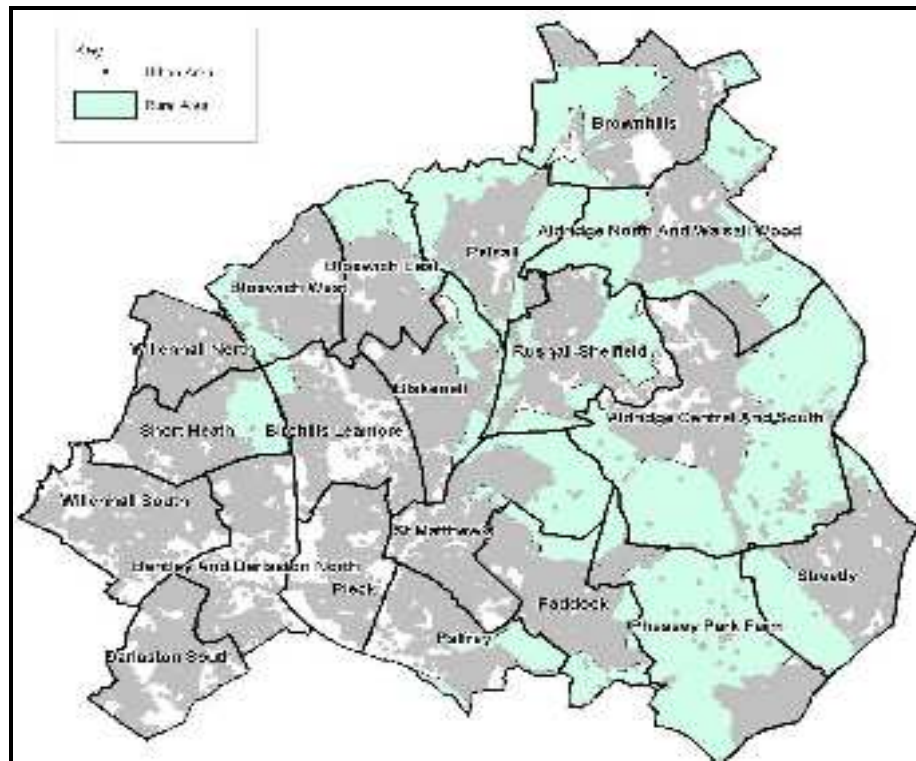 Key
Urban Area
Rural Area
Brownhills
Aldridge North And Walsall Wood
Pelsall
Bloxwich East
Bloxwich West
Rushall-Shelfield
Willenhall North
Blakenall
Aldridge Central And South
Short Heath
Birchills Leamore
Willenhall South
St Matthew's
Bentley And Darlaston North
Pleck
Paddock
Streetly
Pheasey Park Farm
Palfrey
Darlaston South